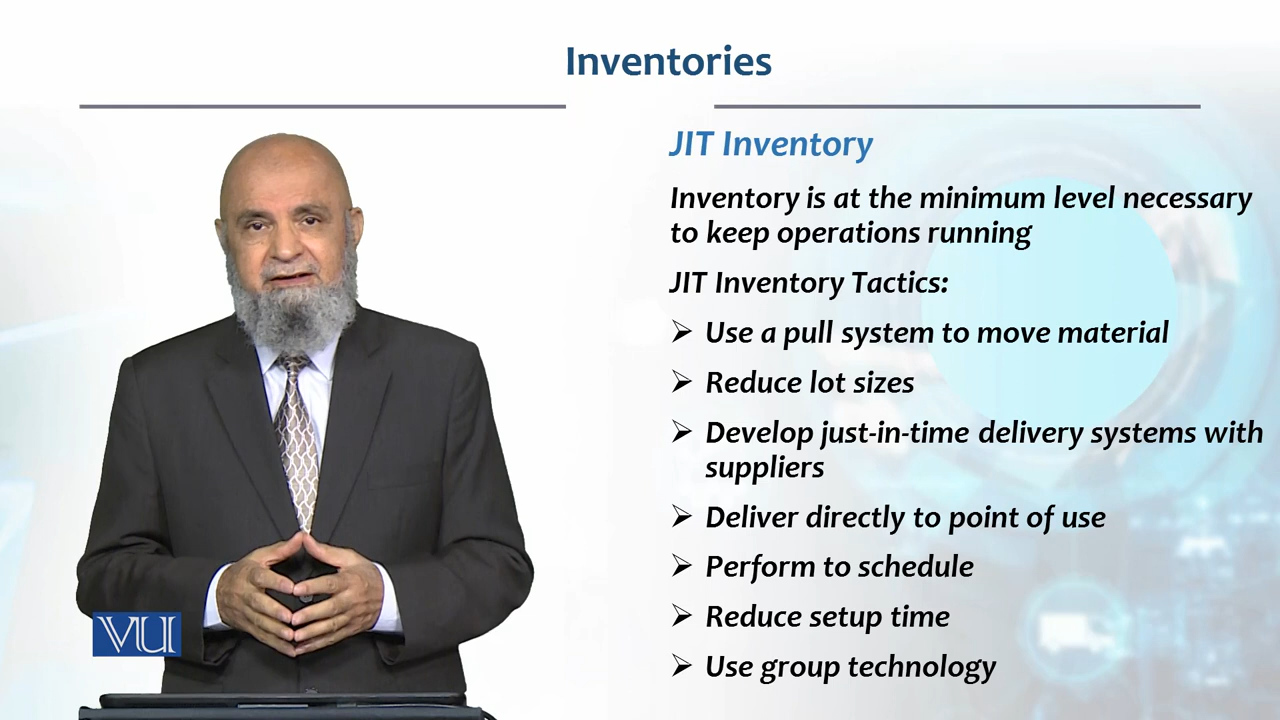 Inventories
JIT Inventory
Inventory is at the minimum level necessary
to keep operations running
JIT Inventory Tactics:
➢ Use a pull system to move material
➢ Reduce lot sizes
➢ Develop just-in-time delivery systems with
suppliers
➢ Deliver directly to point of use
➢ Perform to schedule
➢ Reduce setup time
➢ Use group technology
VU